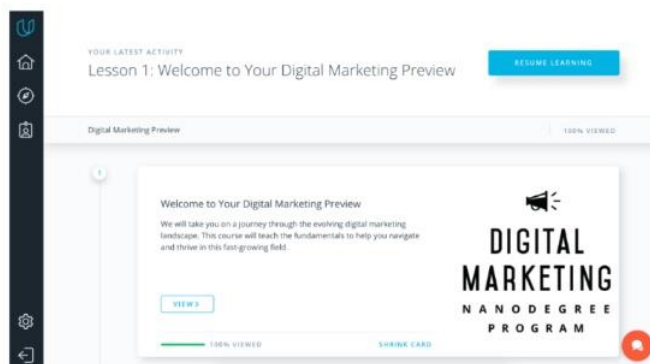 YOUR LATEST ACTIVITY
Lesson 1: Welcome to Your Digital Marketing Preview
RESUME LEARNING
Digital Marketing Preview
100% VIEWED
1
Welcome to Your Digital Marketing Preview
We will take you on a journey through the evolving digital marketing
landscape. This course will teach the fundamentals to help you navigate
and thrive in this fast-growing field.
VIEW
100% VIEWED
SHRINK CARD
DIGITAL
MARKETING
NANODEGREE
PROGRAM